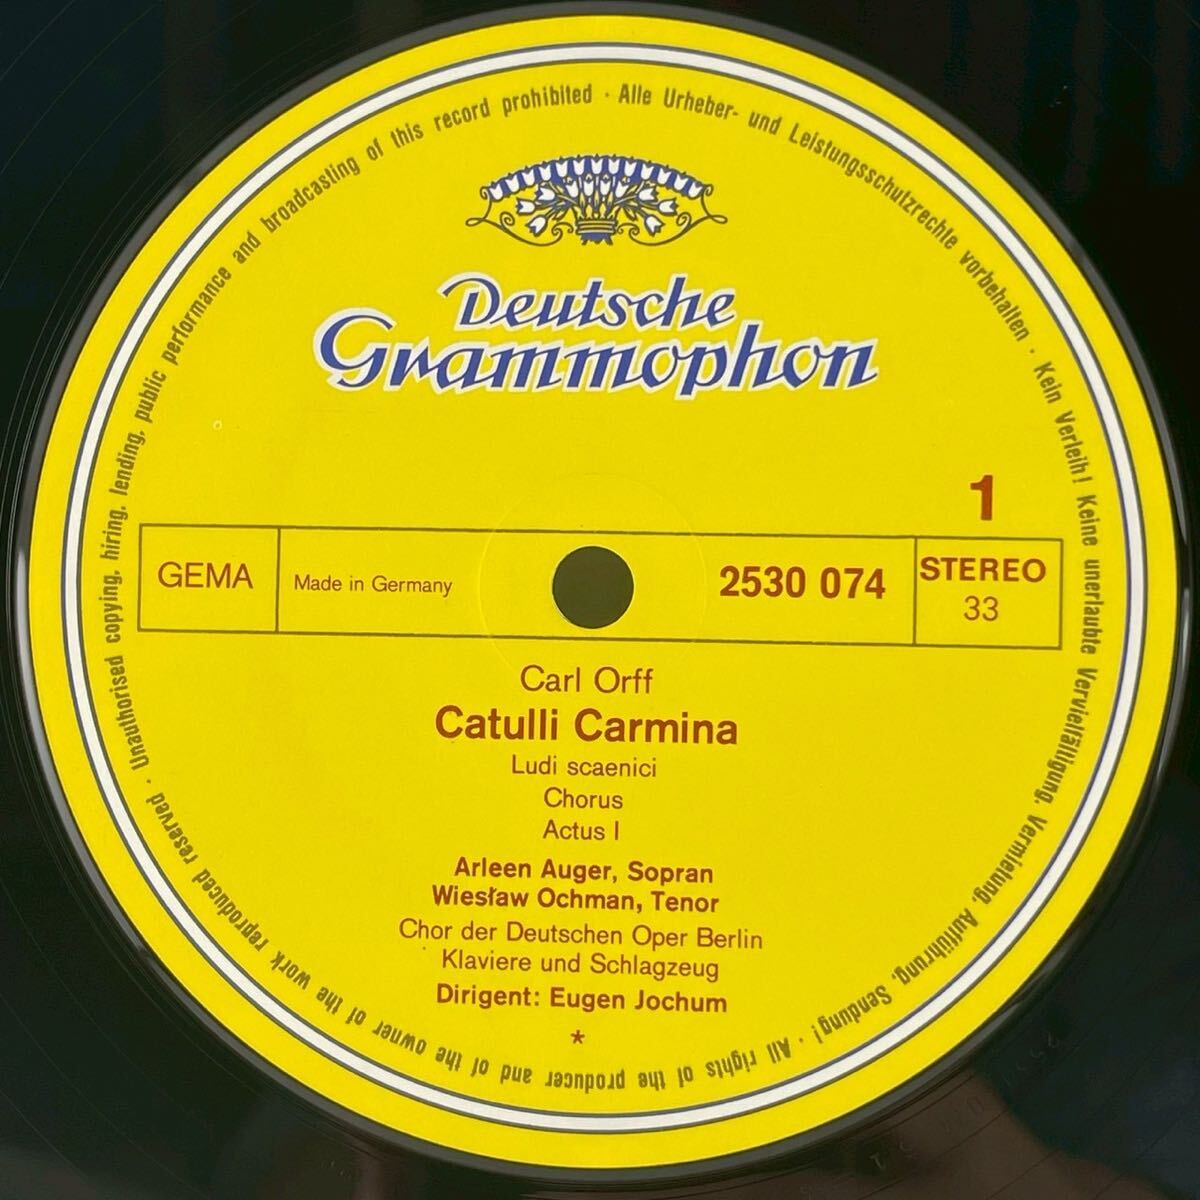 Deutsche
Grammophon
1
GEMA
Made in Germany
2530 074
STEREO
33
Carl Orff
Catulli Carmina
Ludi scaenici
Chorus
Actus I
Arleen Auger, Sopran
Wiesław Ochman, Tenor
Chor der Deutschen Oper Berlin
Klaviere und Schlagzeug
Dirigent: Eugen Jochum
*
Alle Urheber- und Leistungsschutzrechte vorbehalten · Kein Verleih! Keine unerlaubte Vervielfältigung, Vermietung, Aufführung, Sendung! · All rights of the producer and of the owner of the work reproduced reserved · Unauthorised copying, hiring, lending, public performance and broadcasting of this record prohibited ·